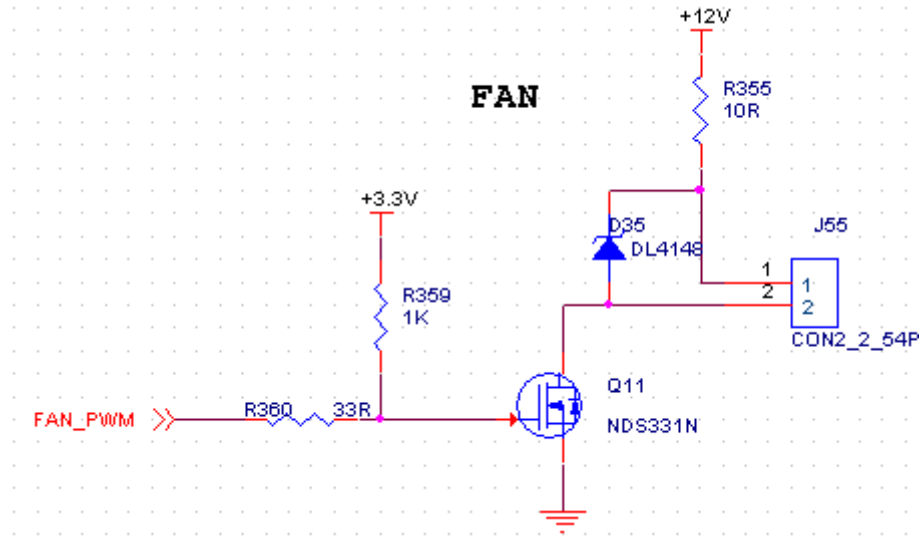 +12V
FAN
R355
10R
+3.3V
D35
DL4148
J55
1
2
1
2
R359
1K
CON2_2_54P
Q11
FAN_PWM
R360
33R
NDS331N